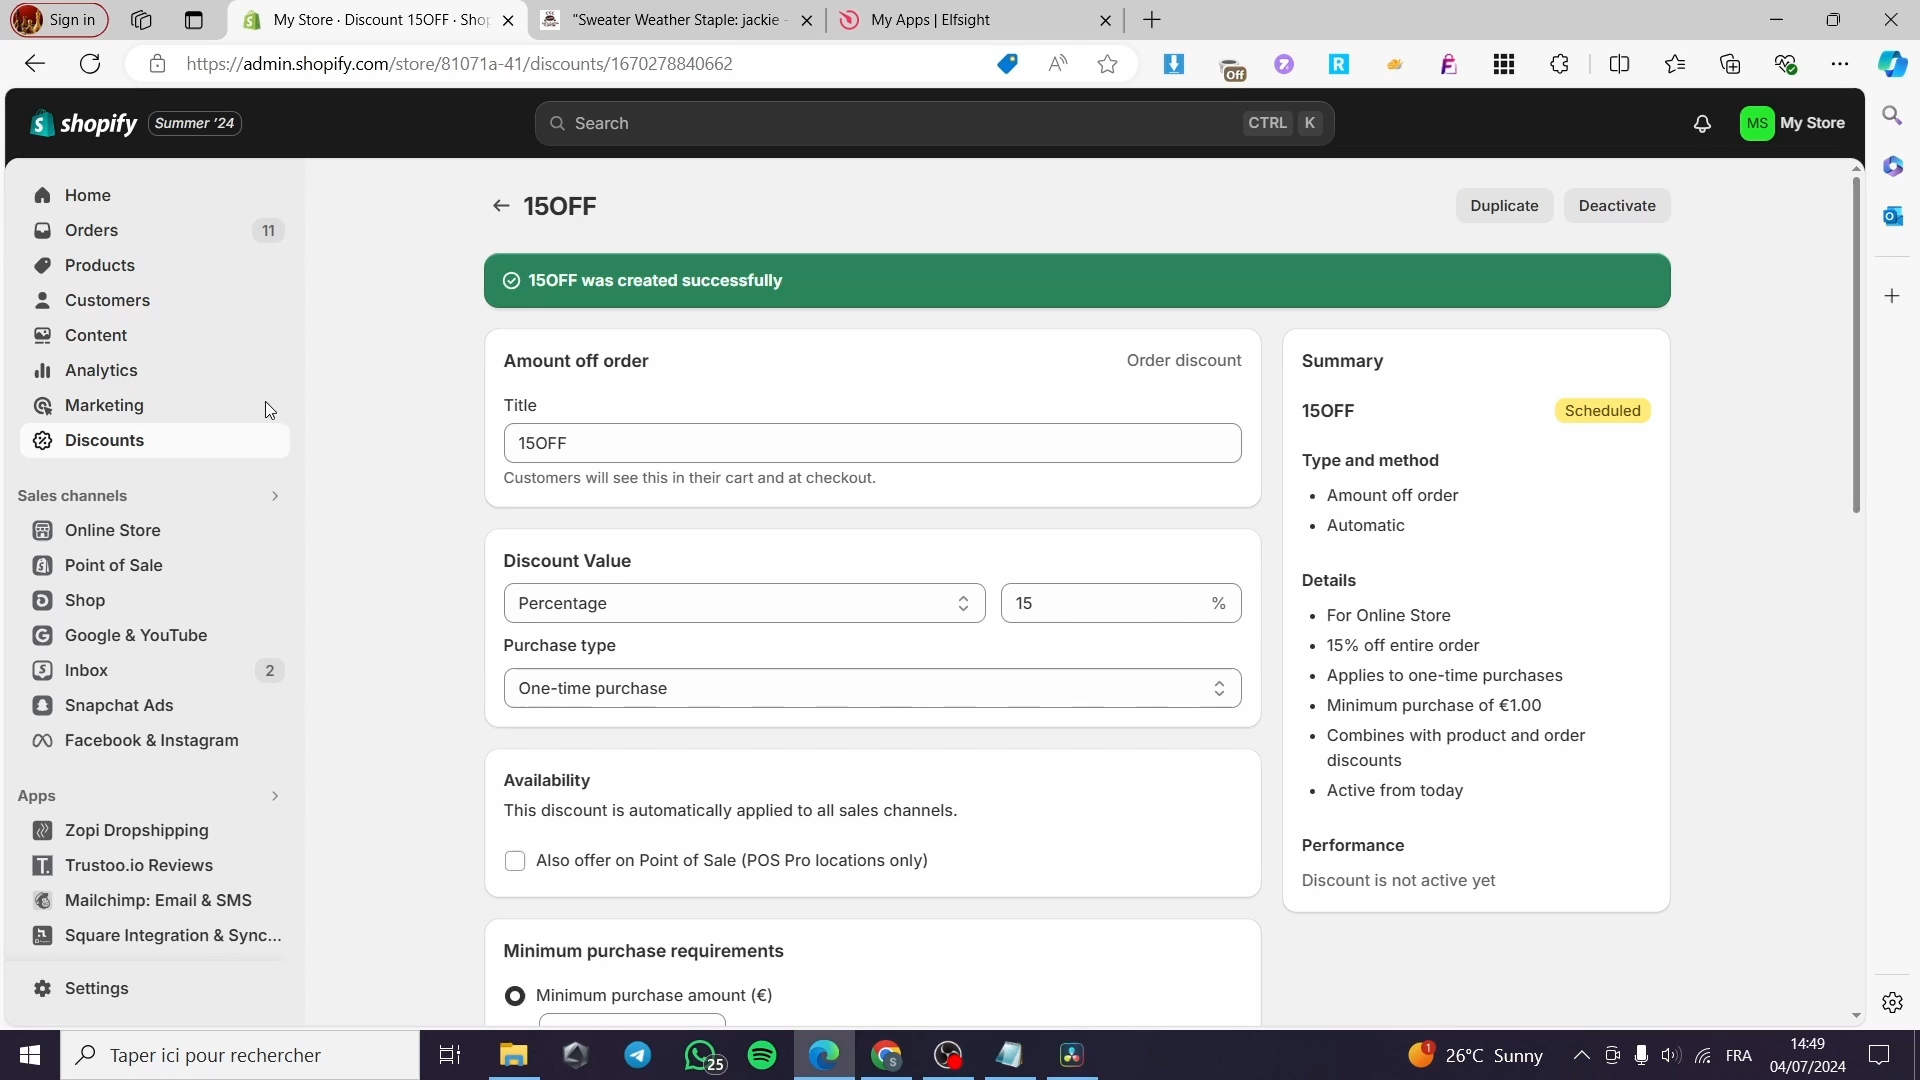 Sign in
My Store · Discount 15OFF · Shop
"Sweater Weather Staple: jackie -
My Apps | Elfsight
https://admin.shopify.com/store/81071a-41/discounts/1670278840662
Off
shopify
Summer '24
Search
CTRL K
MS My Store
Home
Orders 11
Products
Customers
Content
Analytics
Marketing
Discounts
Sales channels
Online Store
Point of Sale
Shop
Google & YouTube
Inbox 2
Snapchat Ads
Facebook & Instagram
Apps
Zopi Dropshipping
Trustoo.io Reviews
Mailchimp: Email & SMS
Square Integration & Sync...
Settings
15OFF
Duplicate
Deactivate
15OFF was created successfully
Amount off order
Order discount
Title
15OFF
Customers will see this in their cart and at checkout.
Discount Value
Percentage
15 %
Purchase type
One-time purchase
Availability
This discount is automatically applied to all sales channels.
Also offer on Point of Sale (POS Pro locations only)
Minimum purchase requirements
Minimum purchase amount (€)
Summary
15OFF
Scheduled
Type and method
• Amount off order
• Automatic
Details
• For Online Store
• 15% off entire order
• Applies to one-time purchases
• Minimum purchase of €1.00
• Combines with product and order
discounts
• Active from today
Performance
Discount is not active yet
Taper ici pour rechercher
25
1
26°C Sunny
FRA
14:49
04/07/2024